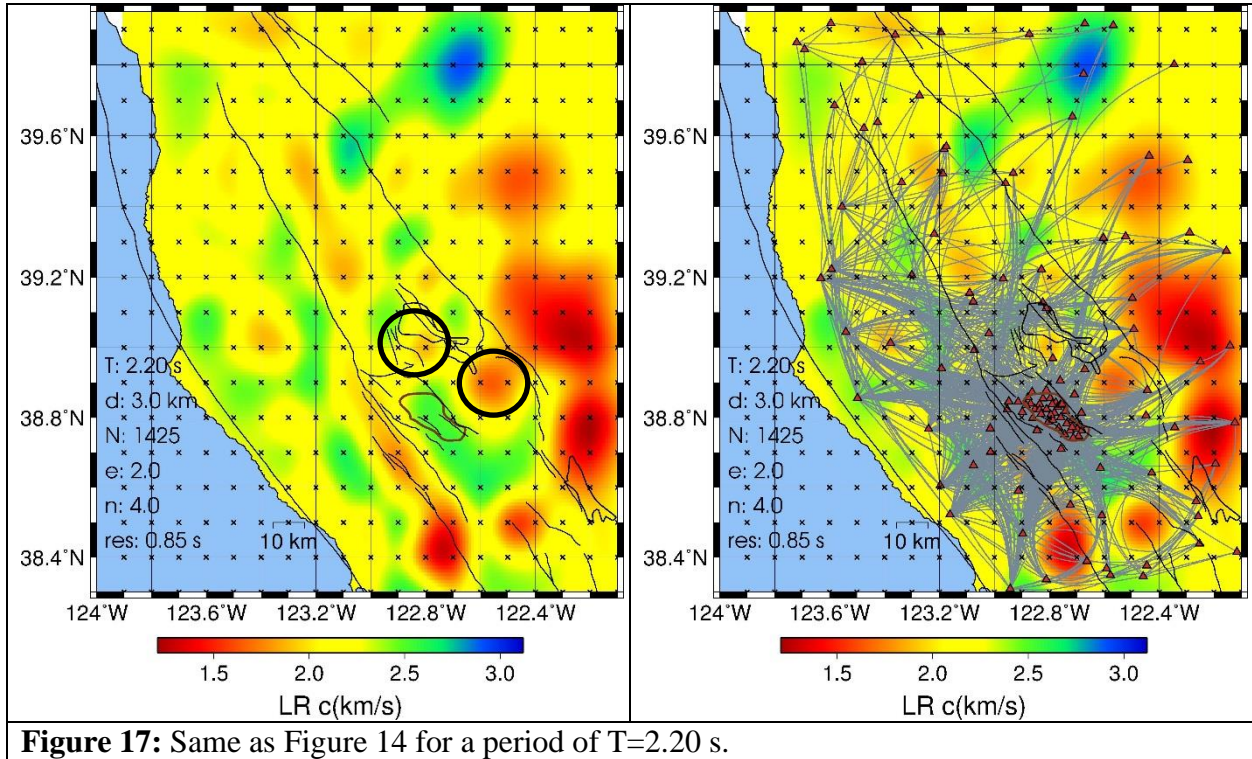 39.6˚N
39.2˚N
38.8˚N
38.4˚N
T: 2.20 s
d: 3.0 km
N: 1425
e: 2.0
n: 4.0
res: 0.85 s
10 km
124˚W 123.6˚W 123.2˚W 122.8˚W 122.4˚W
1.5 2.0 2.5 3.0
LR c(km/s)
39.6˚N
39.2˚N
38.8˚N
38.4˚N
T: 2.20 s
d: 3.0 km
N: 1425
e: 2.0
n: 4.0
res: 0.85 s
10 km
124˚W 123.6˚W 123.2˚W 122.8˚W 122.4˚W
1.5 2.0 2.5 3.0
LR c(km/s)
Figure 17: Same as Figure 14 for a period of T=2.20 s.